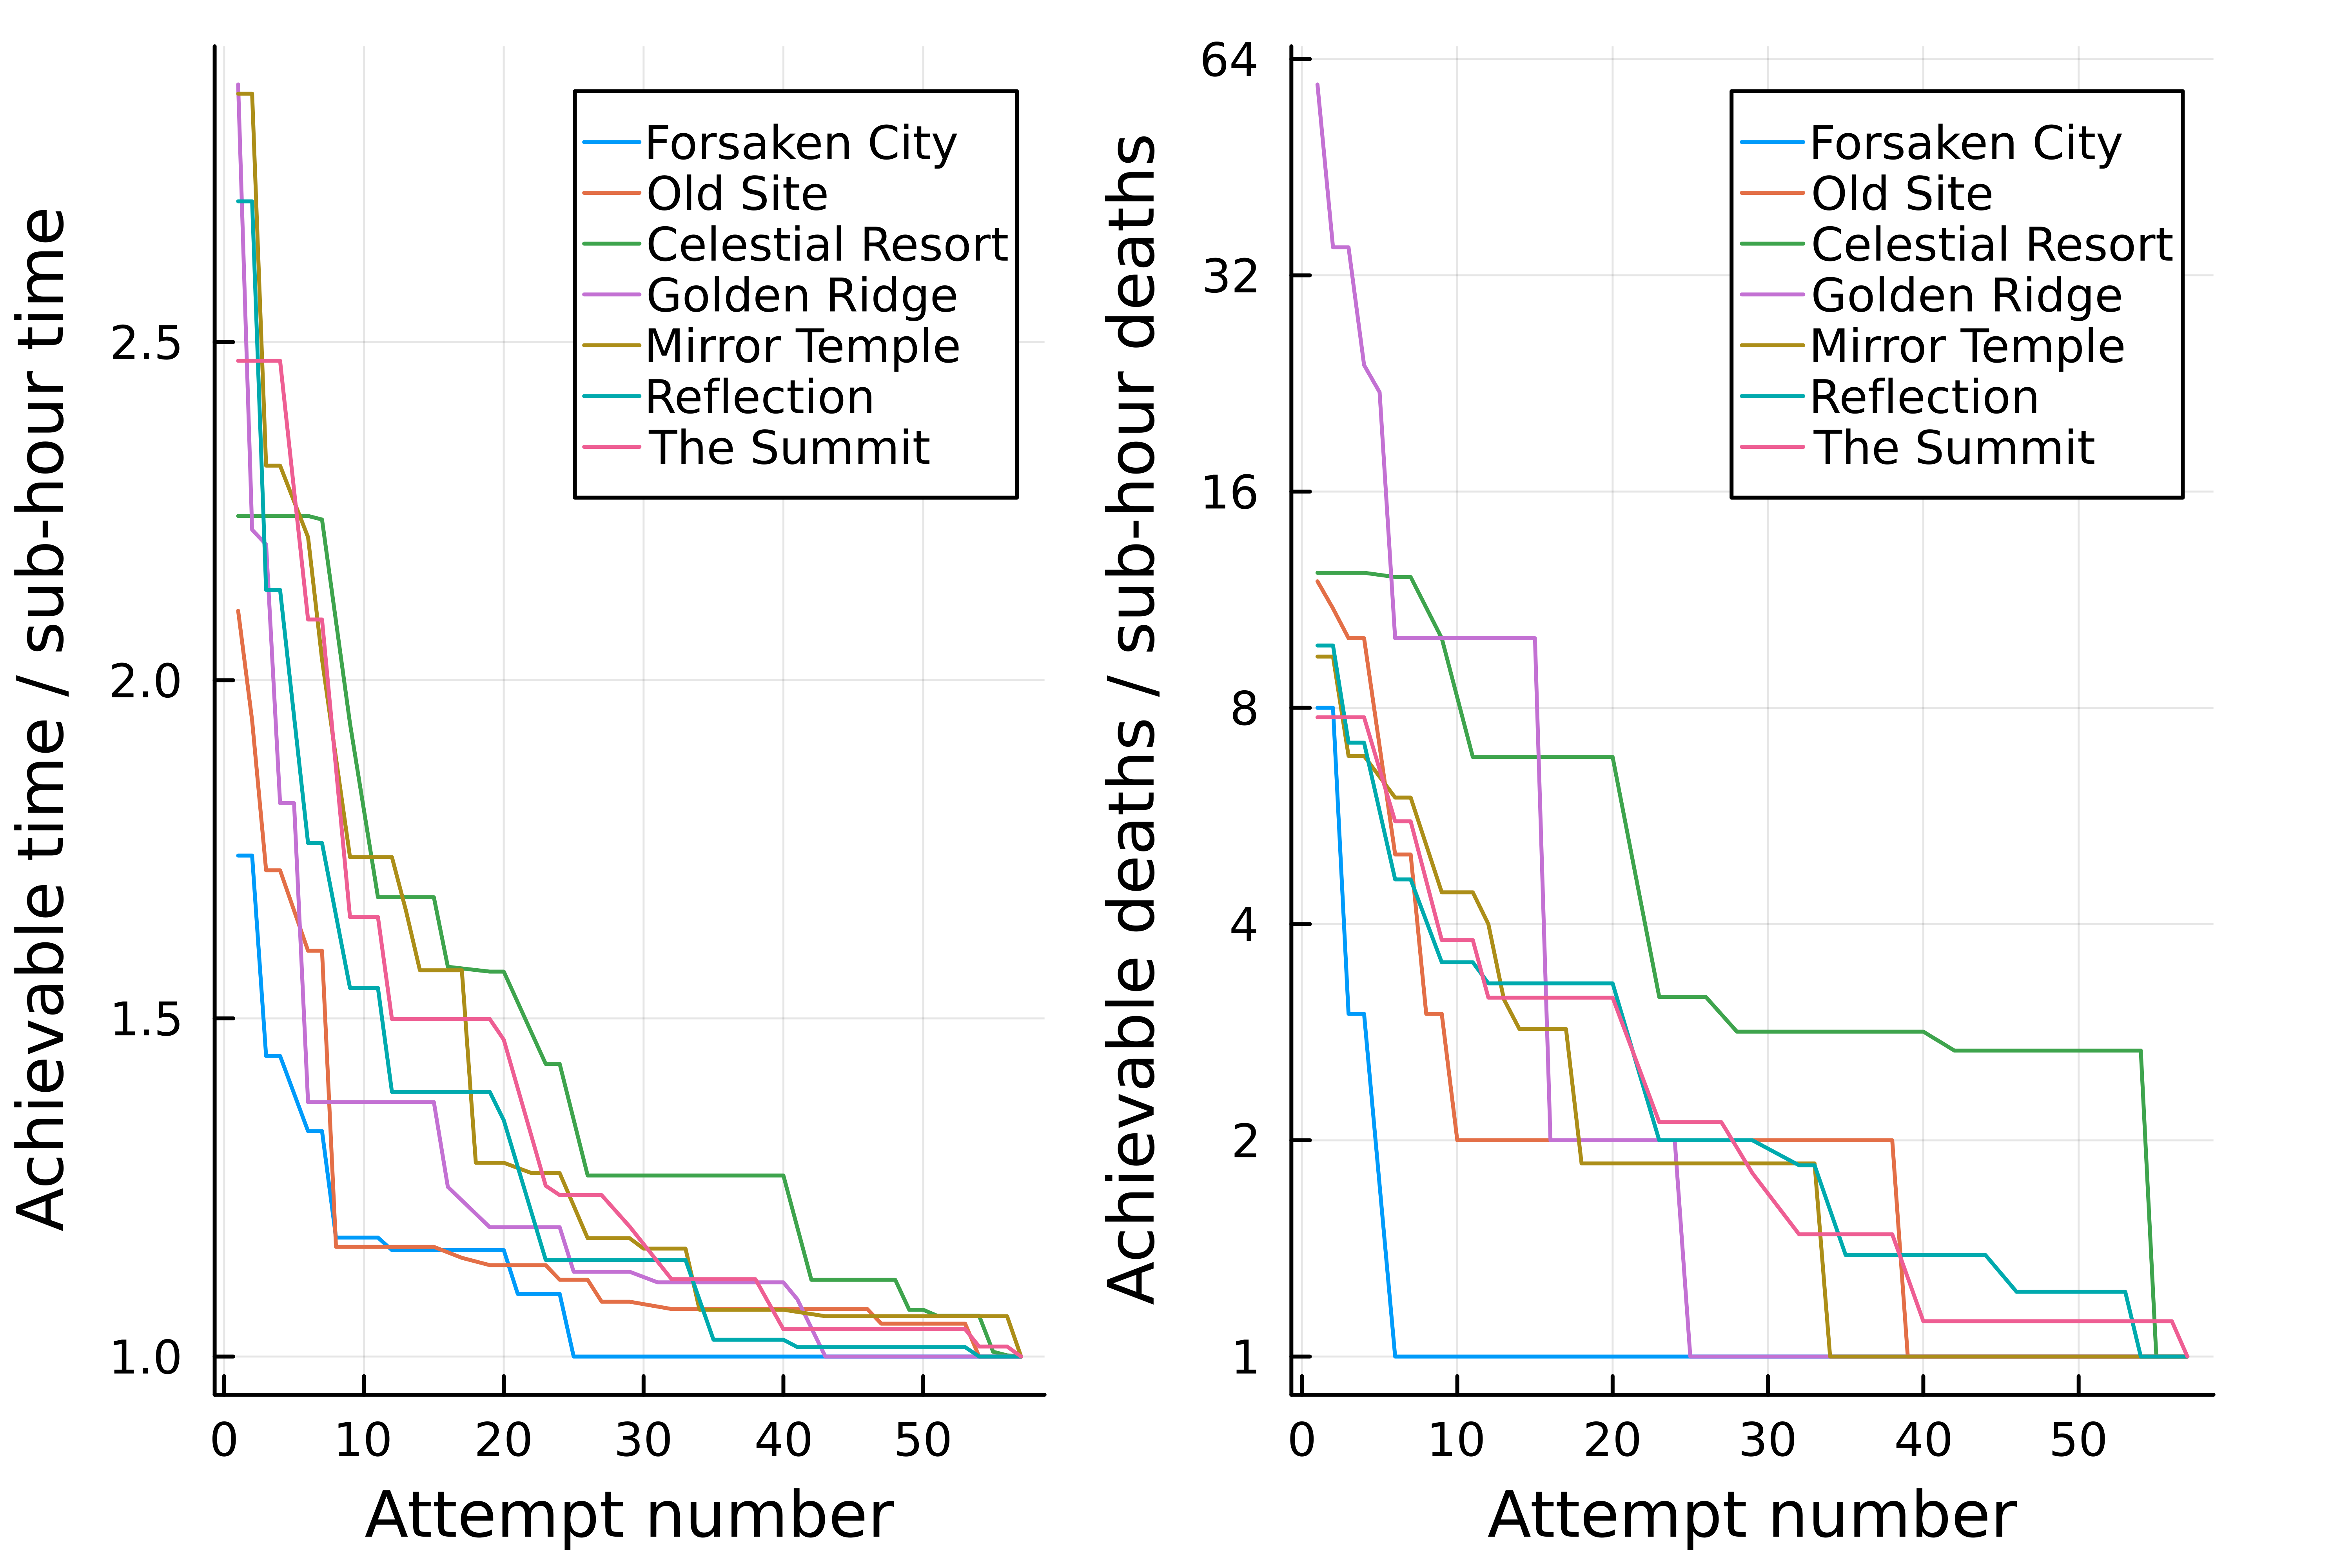 Achievable time / sub-hour time
2.5
2.0
1.5
1.0
0 10 20 30 40 50
Attempt number
Forsaken City
Old Site
Celestial Resort
Golden Ridge
Mirror Temple
Reflection
The Summit
Achievable deaths / sub-hour deaths
64
32
16
8
4
2
1
0 10 20 30 40 50
Attempt number
Forsaken City
Old Site
Celestial Resort
Golden Ridge
Mirror Temple
Reflection
The Summit